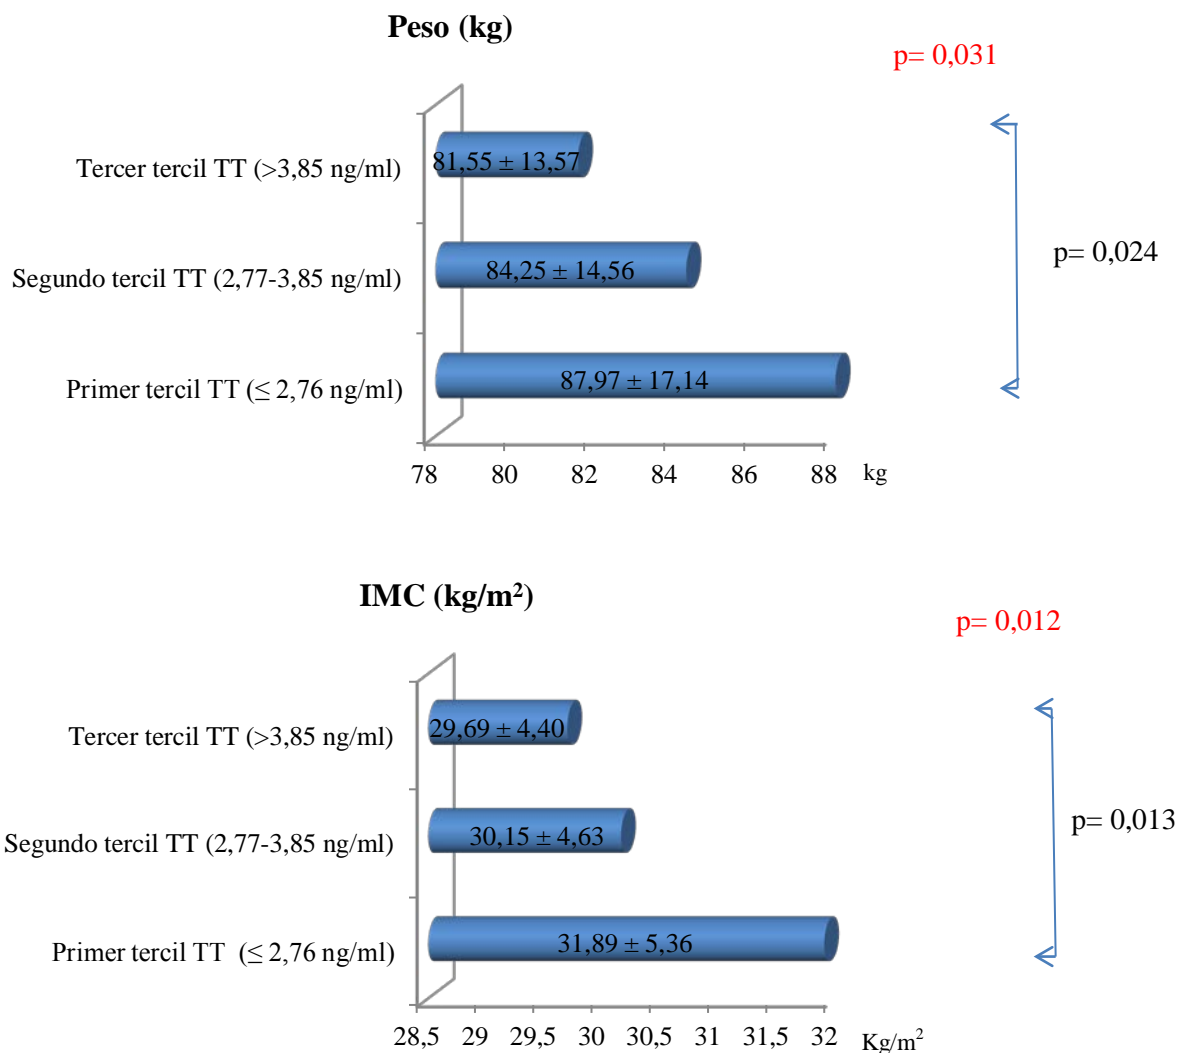 Peso (kg)
p= 0,031
Tercer tercil TT (>3,85 ng/ml)
81,55 ± 13,57
Segundo tercil TT (2,77-3,85 ng/ml)
84,25 ± 14,56
p= 0,024
Primer tercil TT (≤ 2,76 ng/ml)
87,97 ± 17,14
78 80 82 84 86 88 kg
IMC (kg/m²)
p= 0,012
Tercer tercil TT (>3,85 ng/ml)
29,69 ± 4,40
Segundo tercil TT (2,77-3,85 ng/ml)
30,15 ± 4,63
p= 0,013
Primer tercil TT (≤ 2,76 ng/ml)
31,89 ± 5,36
28,5 29 29,5 30 30,5 31 31,5 32 Kg/m²